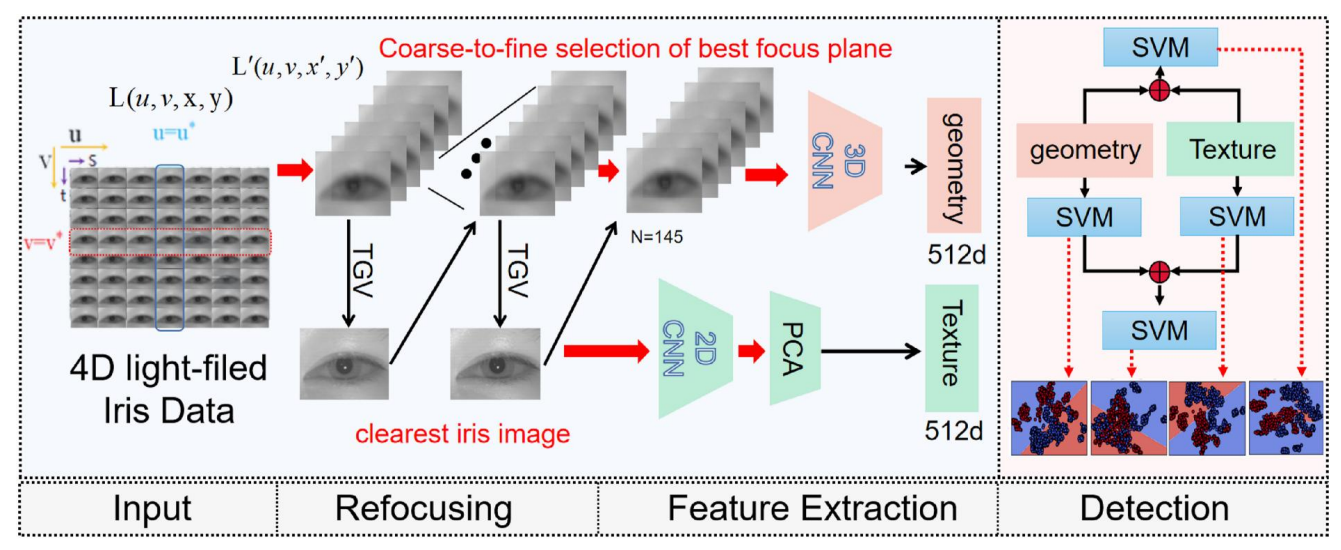 Coarse-to-fine selection of best focus plane
L′(u,v,x′,y′)
L(u,v,x,y)
u=u*
u
v
s
t
v=v*
4D light-filed
Iris Data
TGV
TGV
clearest iris image
N=145
3D
CNN
geometry
512d
2D
CNN
PCA
Texture
512d
SVM
geometry
Texture
SVM
SVM
SVM
Input
Refocusing
Feature Extraction
Detection